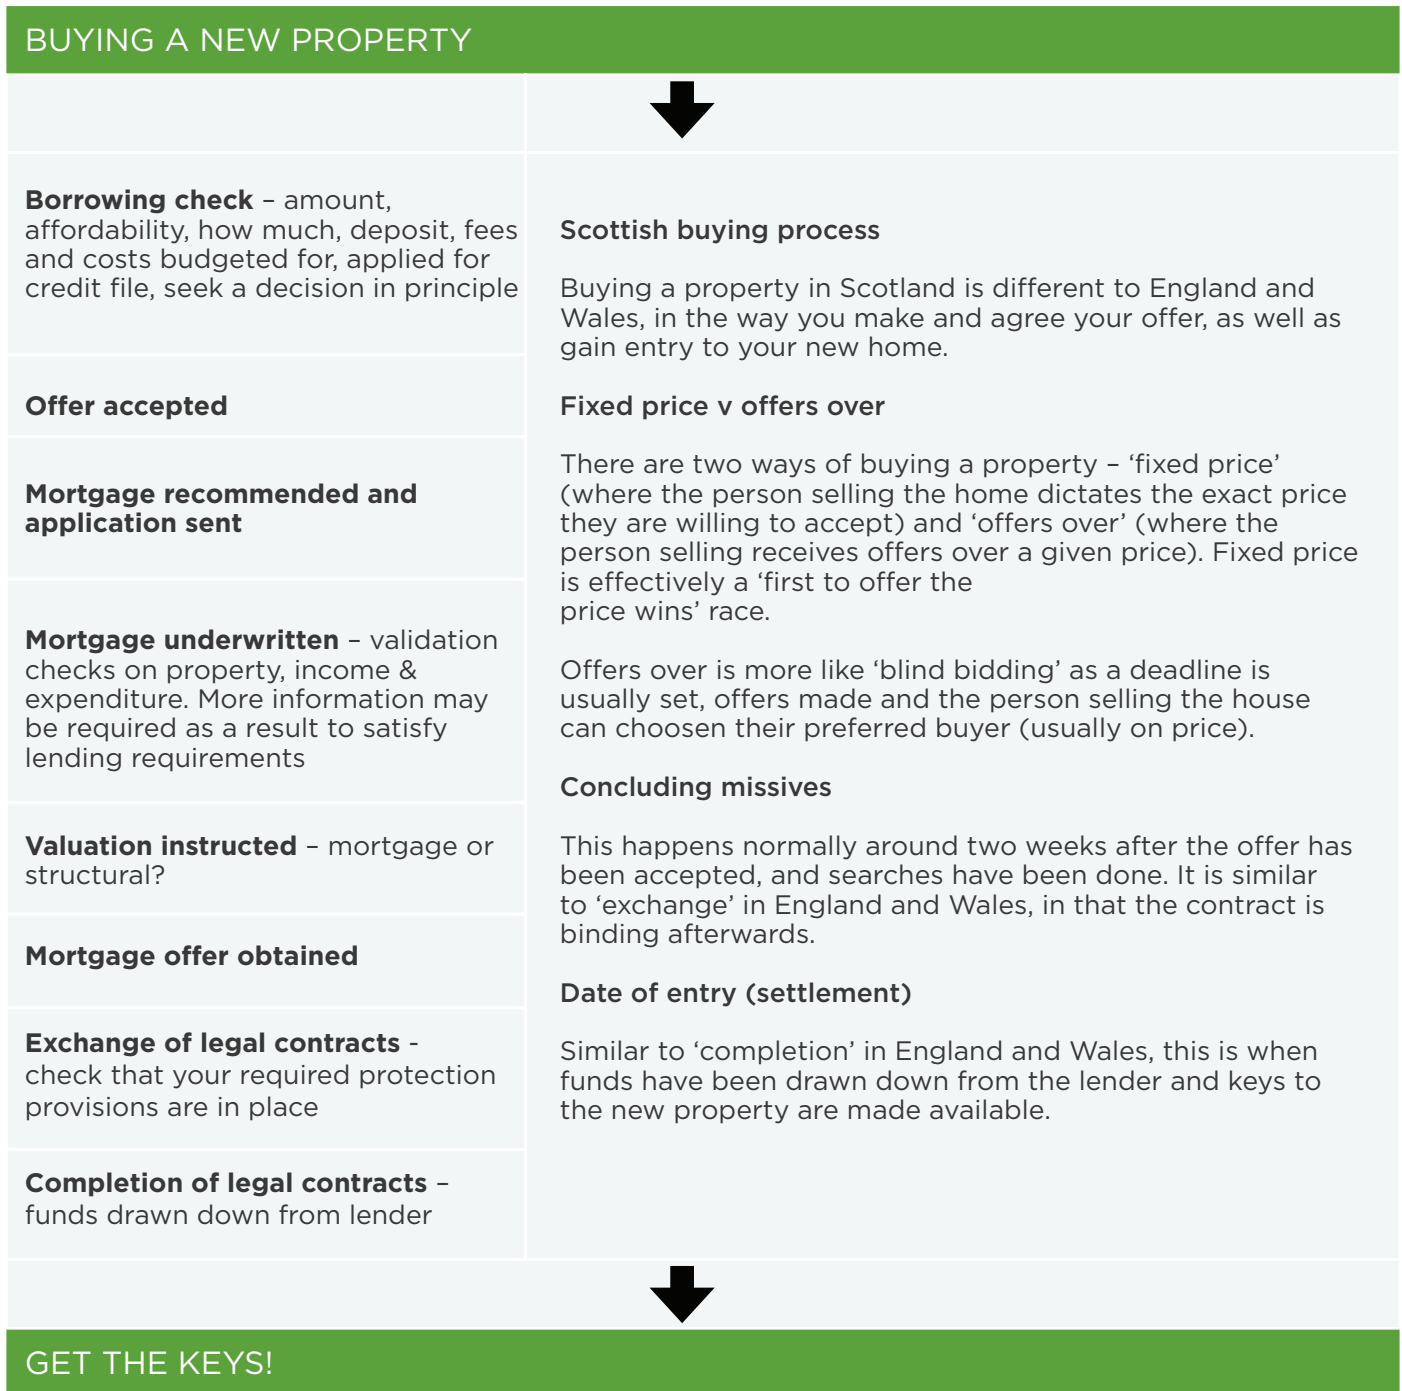 BUYING A NEW PROPERTY
Borrowing check – amount,
affordability, how much, deposit, fees
and costs budgeted for, applied for
credit file, seek a decision in principle
Offer accepted
Mortgage recommended and
application sent
Mortgage underwritten – validation
checks on property, income &
expenditure. More information may
be required as a result to satisfy
lending requirements
Valuation instructed – mortgage or
structural?
Mortgage offer obtained
Exchange of legal contracts -
check that your required protection
provisions are in place
Completion of legal contracts –
funds drawn down from lender
Scottish buying process
Buying a property in Scotland is different to England and
Wales, in the way you make and agree your offer, as well as
gain entry to your new home.
Fixed price v offers over
There are two ways of buying a property – ‘fixed price’
(where the person selling the home dictates the exact price
they are willing to accept) and ‘offers over’ (where the
person selling receives offers over a given price). Fixed price
is effectively a ‘first to offer the
price wins’ race.
Offers over is more like ‘blind bidding’ as a deadline is
usually set, offers made and the person selling the house
can choosen their preferred buyer (usually on price).
Concluding missives
This happens normally around two weeks after the offer has
been accepted, and searches have been done. It is similar
to ‘exchange’ in England and Wales, in that the contract is
binding afterwards.
Date of entry (settlement)
Similar to ‘completion’ in England and Wales, this is when
funds have been drawn down from the lender and keys to
the new property are made available.
GET THE KEYS!